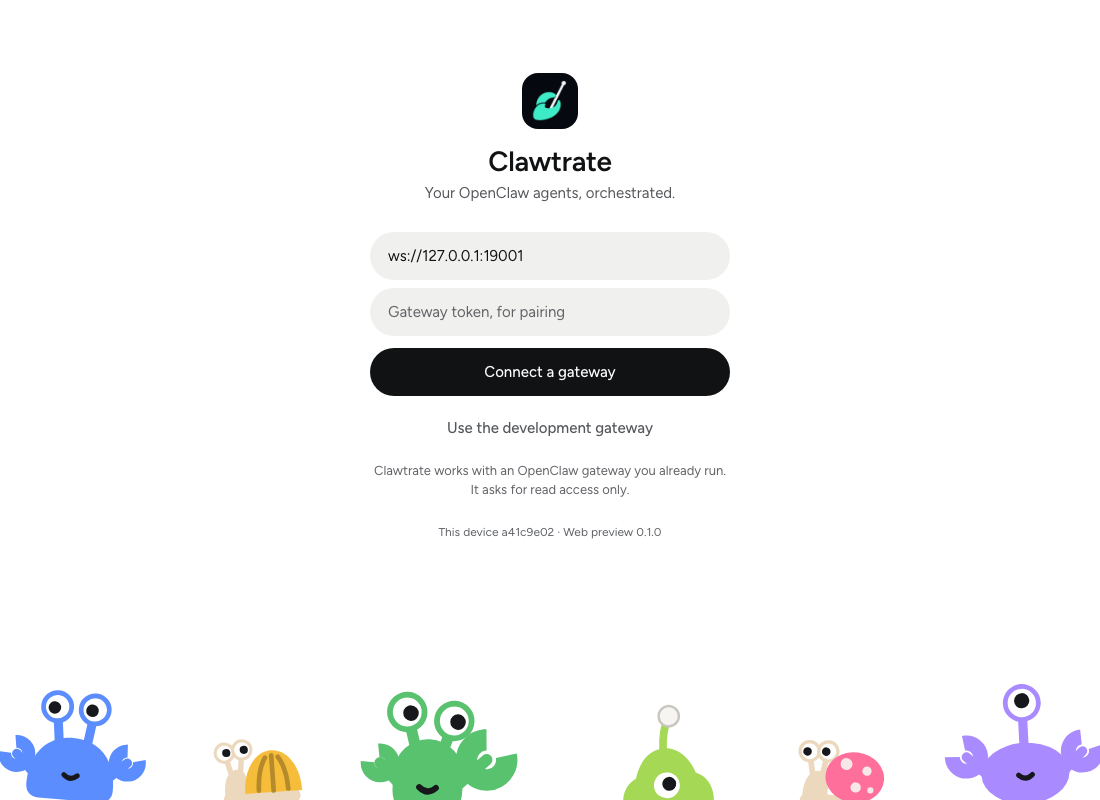 Clawtrate
Your OpenClaw agents, orchestrated.
ws://127.0.0.1:19001
Gateway token, for pairing
Connect a gateway
Use the development gateway
Clawtrate works with an OpenClaw gateway you already run.
It asks for read access only.
This device a41c9e02 · Web preview 0.1.0